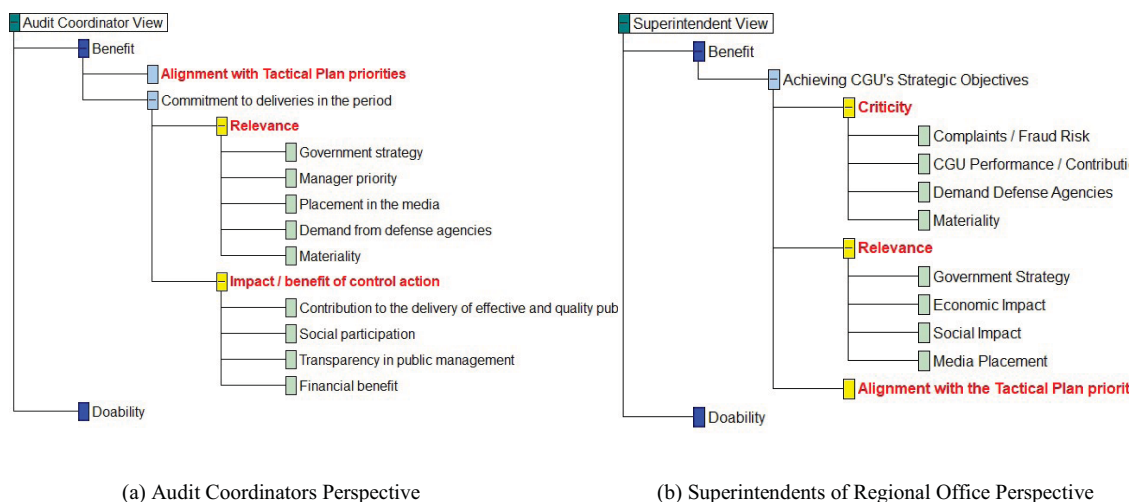 Audit Coordinator View
Benefit
Alignment with Tactical Plan priorities
Commitment to deliveries in the period
Relevance
Government strategy
Manager priority
Placement in the media
Demand from defense agencies
Materiality
Impact / benefit of control action
Contribution to the delivery of effective and quality pub
Social participation
Transparency in public management
Financial benefit
Doability
(a) Audit Coordinators Perspective
Superintendent View
Benefit
Achieving CGU's Strategic Objectives
Criticity
Complaints / Fraud Risk
CGU Performance / Contributi
Demand Defense Agencies
Materiality
Relevance
Government Strategy
Economic Impact
Social Impact
Media Placement
Alignment with the Tactical Plan priorit
Doability
(b) Superintendents of Regional Office Perspective